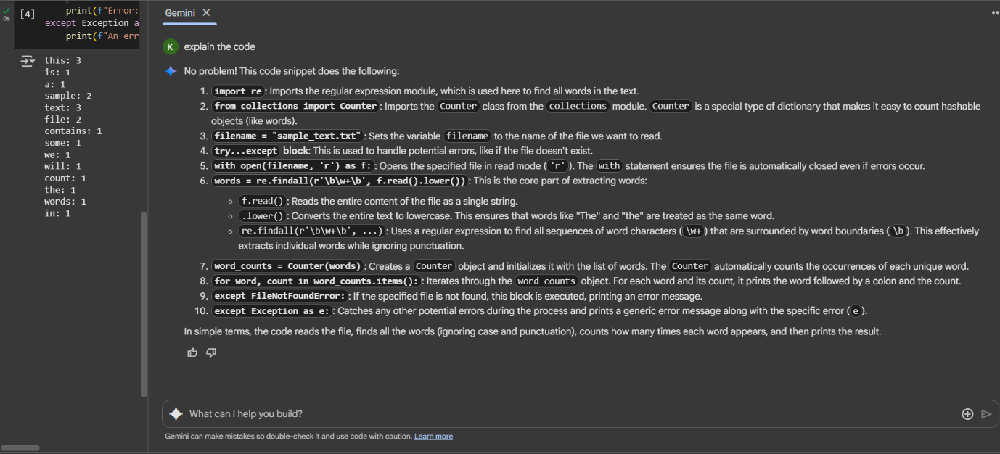 [4]
0s
print(f"Error:
except Exception a
print(f"An err
this: 3
is: 1
a: 1
sample: 2
text: 3
file: 2
contains: 1
some: 1
we: 1
will: 1
count: 1
the: 1
words: 1
in: 1
Gemini
K explain the code
No problem! This code snippet does the following:
1. import re: Imports the regular expression module, which is used here to find all words in the text.
2. from collections import Counter: Imports the Counter class from the collections module. Counter is a special type of dictionary that makes it easy to count hashable
objects (like words).
3. filename = "sample_text.txt": Sets the variable filename to the name of the file we want to read.
4. try...except block: This is used to handle potential errors, like if the file doesn't exist.
5. with open(filename, 'r') as f:: Opens the specified file in read mode ('r'). The with statement ensures the file is automatically closed even if errors occur.
6. words = re.findall(r'\b\w+\b', f.read().lower()): This is the core part of extracting words:
f.read(): Reads the entire content of the file as a single string.
.lower(): Converts the entire text to lowercase. This ensures that words like "The" and "the" are treated as the same word.
re.findall(r'\b\w+\b', ...): Uses a regular expression to find all sequences of word characters (\w+) that are surrounded by word boundaries (\b). This effectively
extracts individual words while ignoring punctuation.
7. word_counts = Counter(words): Creates a Counter object and initializes it with the list of words. The Counter automatically counts the occurrences of each unique word.
8. for word, count in word_counts.items():: Iterates through the word_counts object. For each word and its count, it prints the word followed by a colon and the count.
9. except FileNotFoundError:: If the specified file is not found, this block is executed, printing an error message.
10. except Exception as e:: Catches any other potential errors during the process and prints a generic error message along with the specific error (e).
In simple terms, the code reads the file, finds all the words (ignoring case and punctuation), counts how many times each word appears, and then prints the result.
What can I help you build?
Gemini can make mistakes so double-check it and use code with caution. Learn more